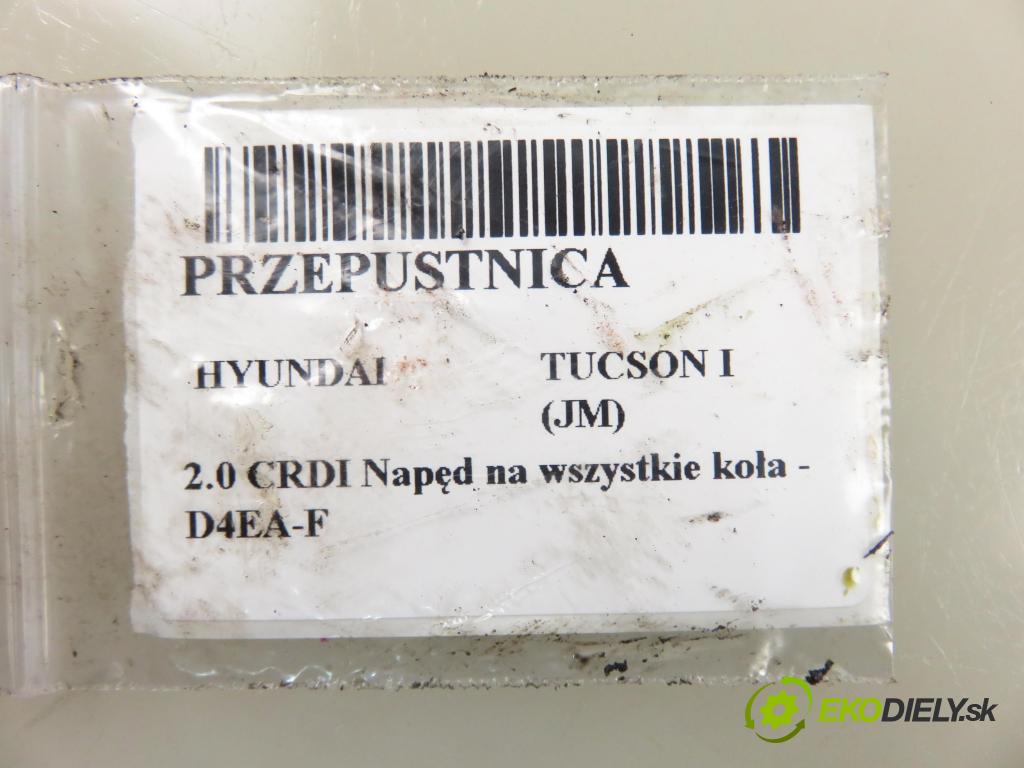 PRZEPUSTNICA
HYUNDAI TUCSON I
(JM)
2.0 CRDI Napęd na wszystkie koła -
D4EA-F
EKODIELY.sk